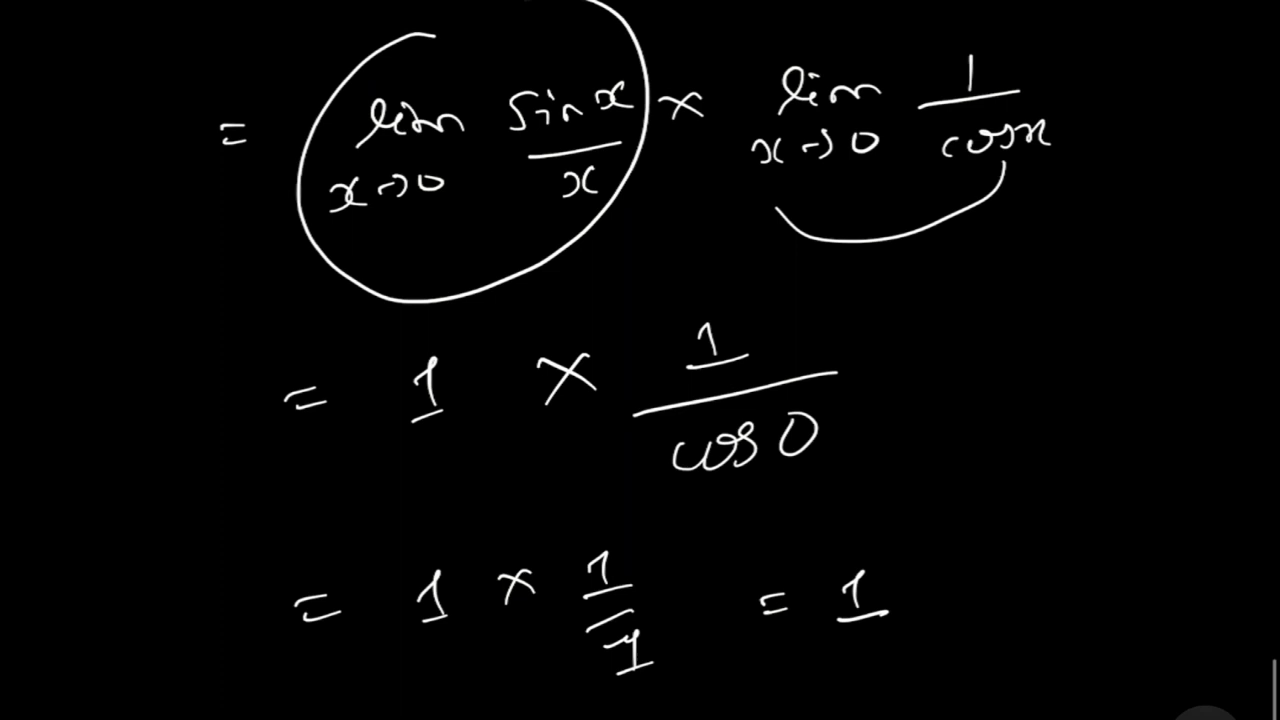 = lim x→0 sin x / x × lim x→0 1 / cos x
= 1 × 1 / cos 0
= 1 × 1 / 1 = 1